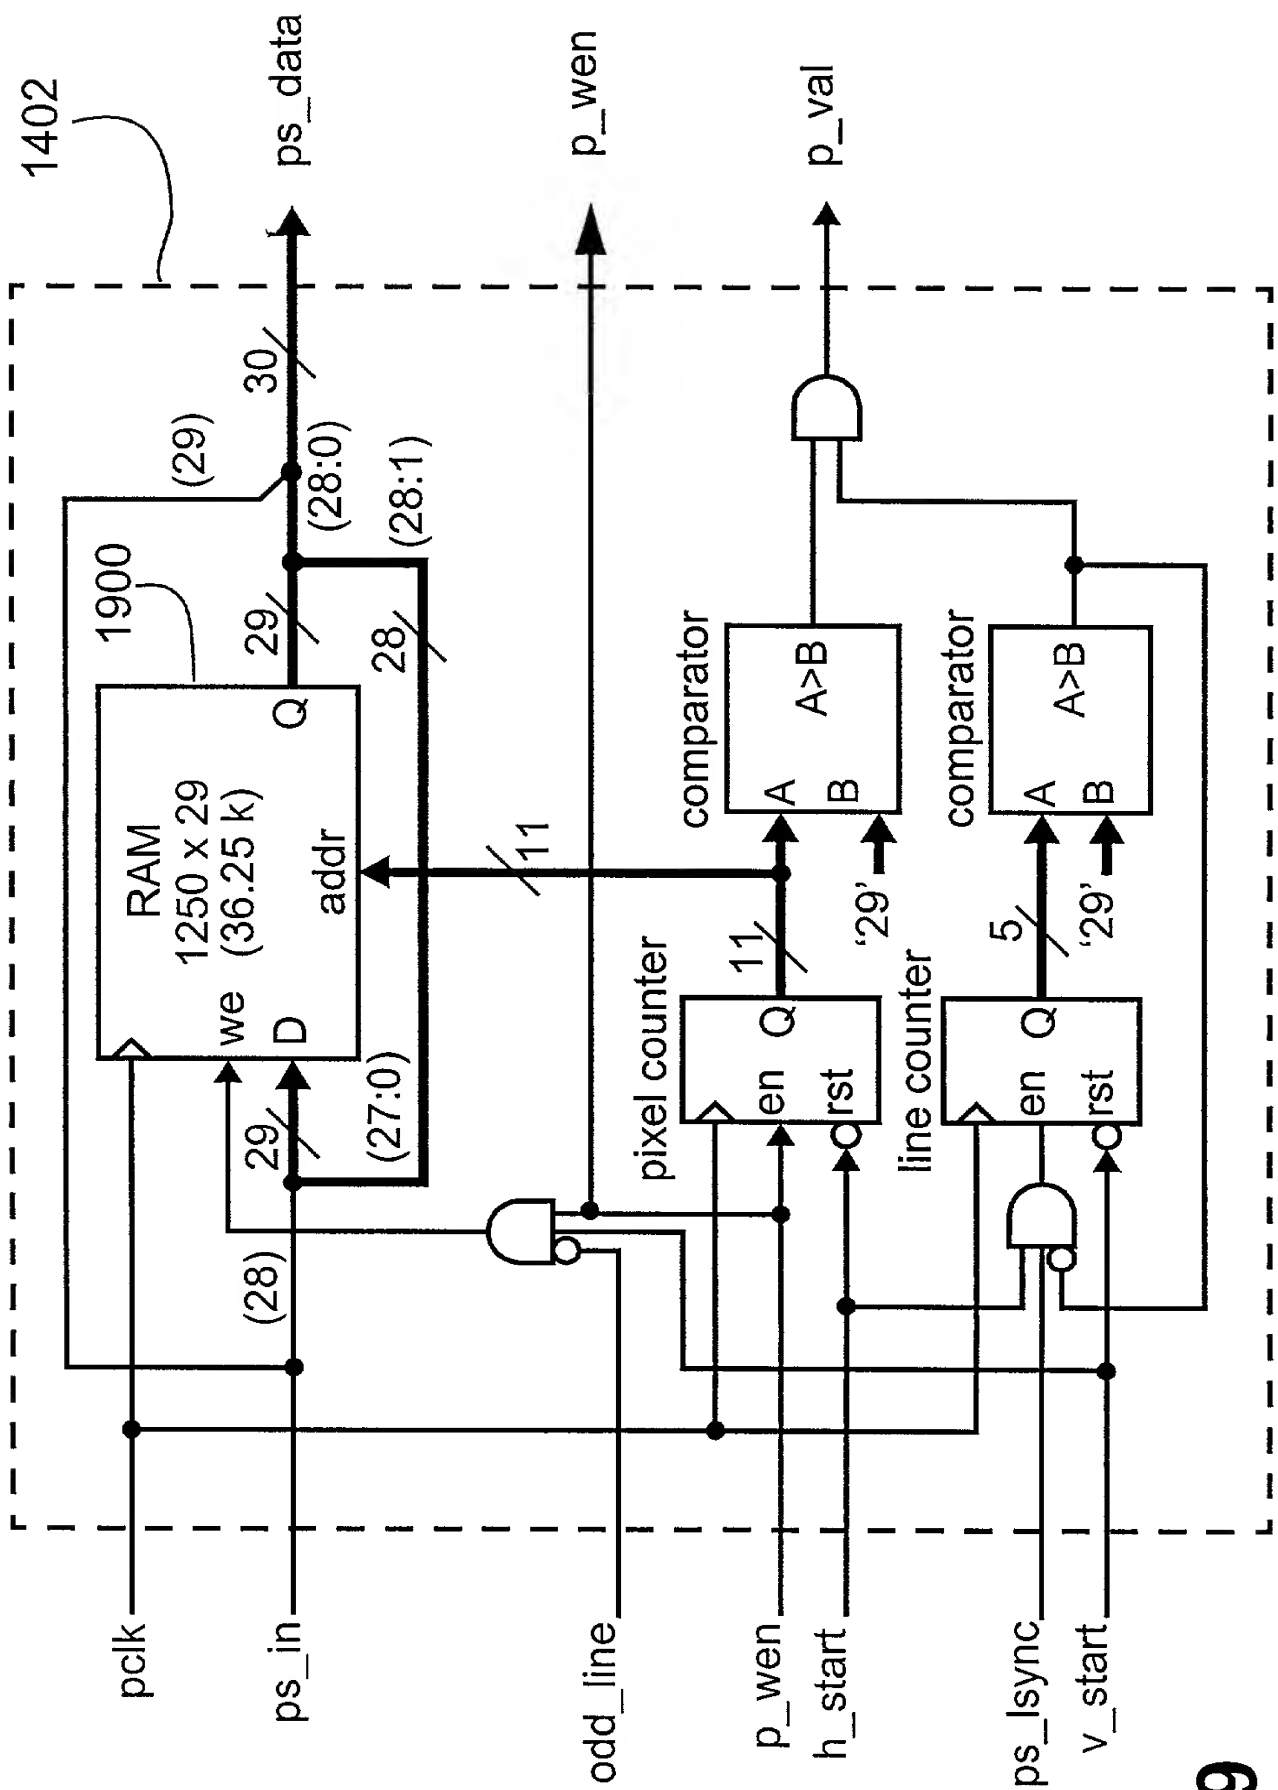 1402
ps_data
p_wen
p_val
30
(29)
(28:0)
(28:1)
1900
29
28
RAM
1250 x 29
(36.25 k)
Q
addr
we
D
29
(27:0)
(28)
11
comparator
A
B
A>B
'29'
11
pixel counter
Q
en
rst
comparator
A
B
A>B
'29'
5
line counter
Q
en
rst
pclk
ps_in
odd_line
p_wen
h_start
ps_lsync
v_start
9